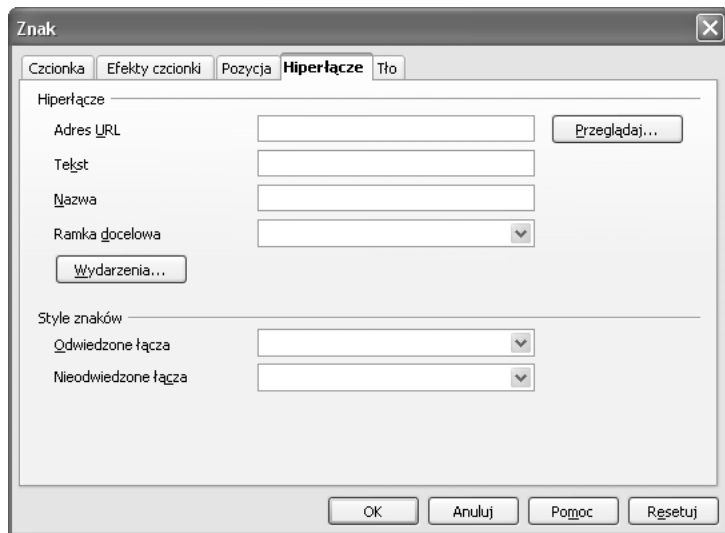 Znak
Czcionka Efekty czcionki Pozycja Hiperłącze Tło
Hiperłącze
Adres URL Przeglądaj...
Tekst
Nazwa
Ramka docelowa
Wydarzenia...
Style znaków
Odwiedzone łącza
Nieodwiedzone łącza
OK Anuluj Pomoc Resetuj